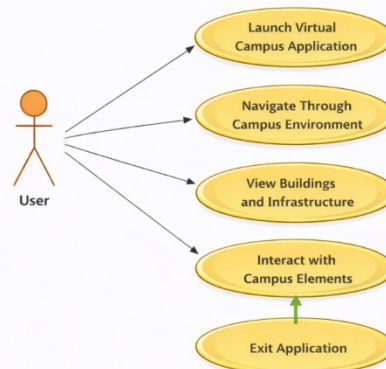 Launch Virtual
Campus Application
Navigate Through
Campus Environment
User
View Buildings
and Infrastructure
Interact with
Campus Elements
Exit Application